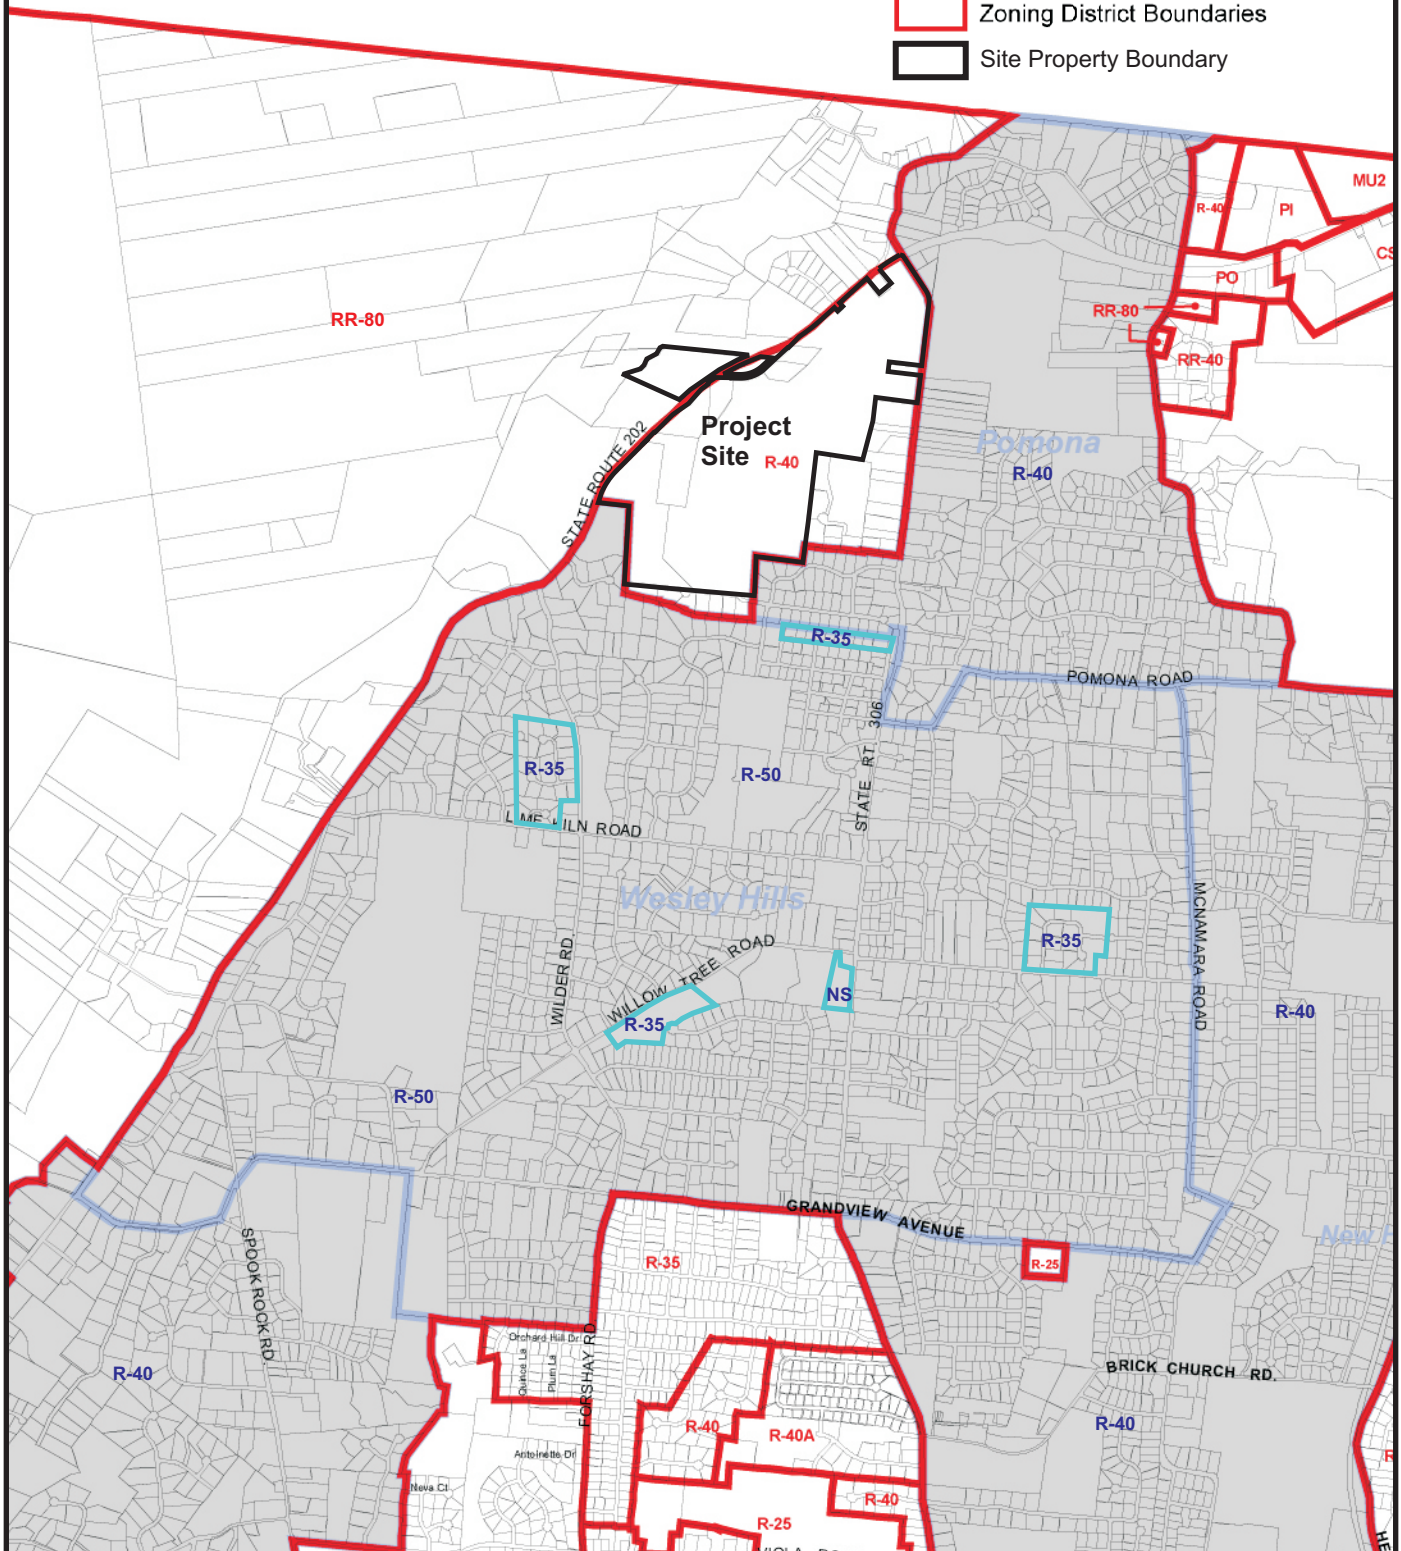 Zoning District Boundaries
Site Property Boundary
MU2
R-40
PI
CS
PO
RR-80
RR-80
RR-40
STATE ROUTE 202
Project
Site
R-40
Pomona
R-40
R-35
POMONA ROAD
STATE RT 306
R-35
R-50
LIME KILN ROAD
Wesley Hills
MCNAMARA ROAD
R-35
WILDER RD
WILLOW TREE ROAD
NS
R-35
R-40
R-50
GRANDVIEW AVENUE
New H
SPOOK ROCK RD.
R-35
R-25
Orchard Hill Dr
Quince La
Plum La
FORSHAY RD.
BRICK CHURCH RD.
R-40
R-40
R-40A
R-40
Antoinette Dr
Neva Ct
R-40
R-25
R
HE